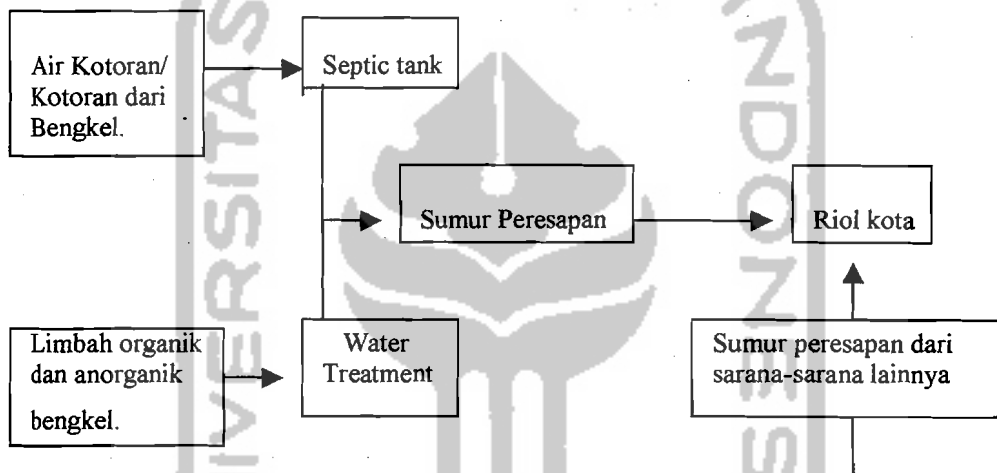 Air Kotoran/
Kotoran dari
Bengkel.
Septic tank
Sumur Peresapan
Riol kota
Limbah organik
dan anorganik
bengkel.
Water
Treatment
Sumur peresapan dari
sarana-sarana lainnya